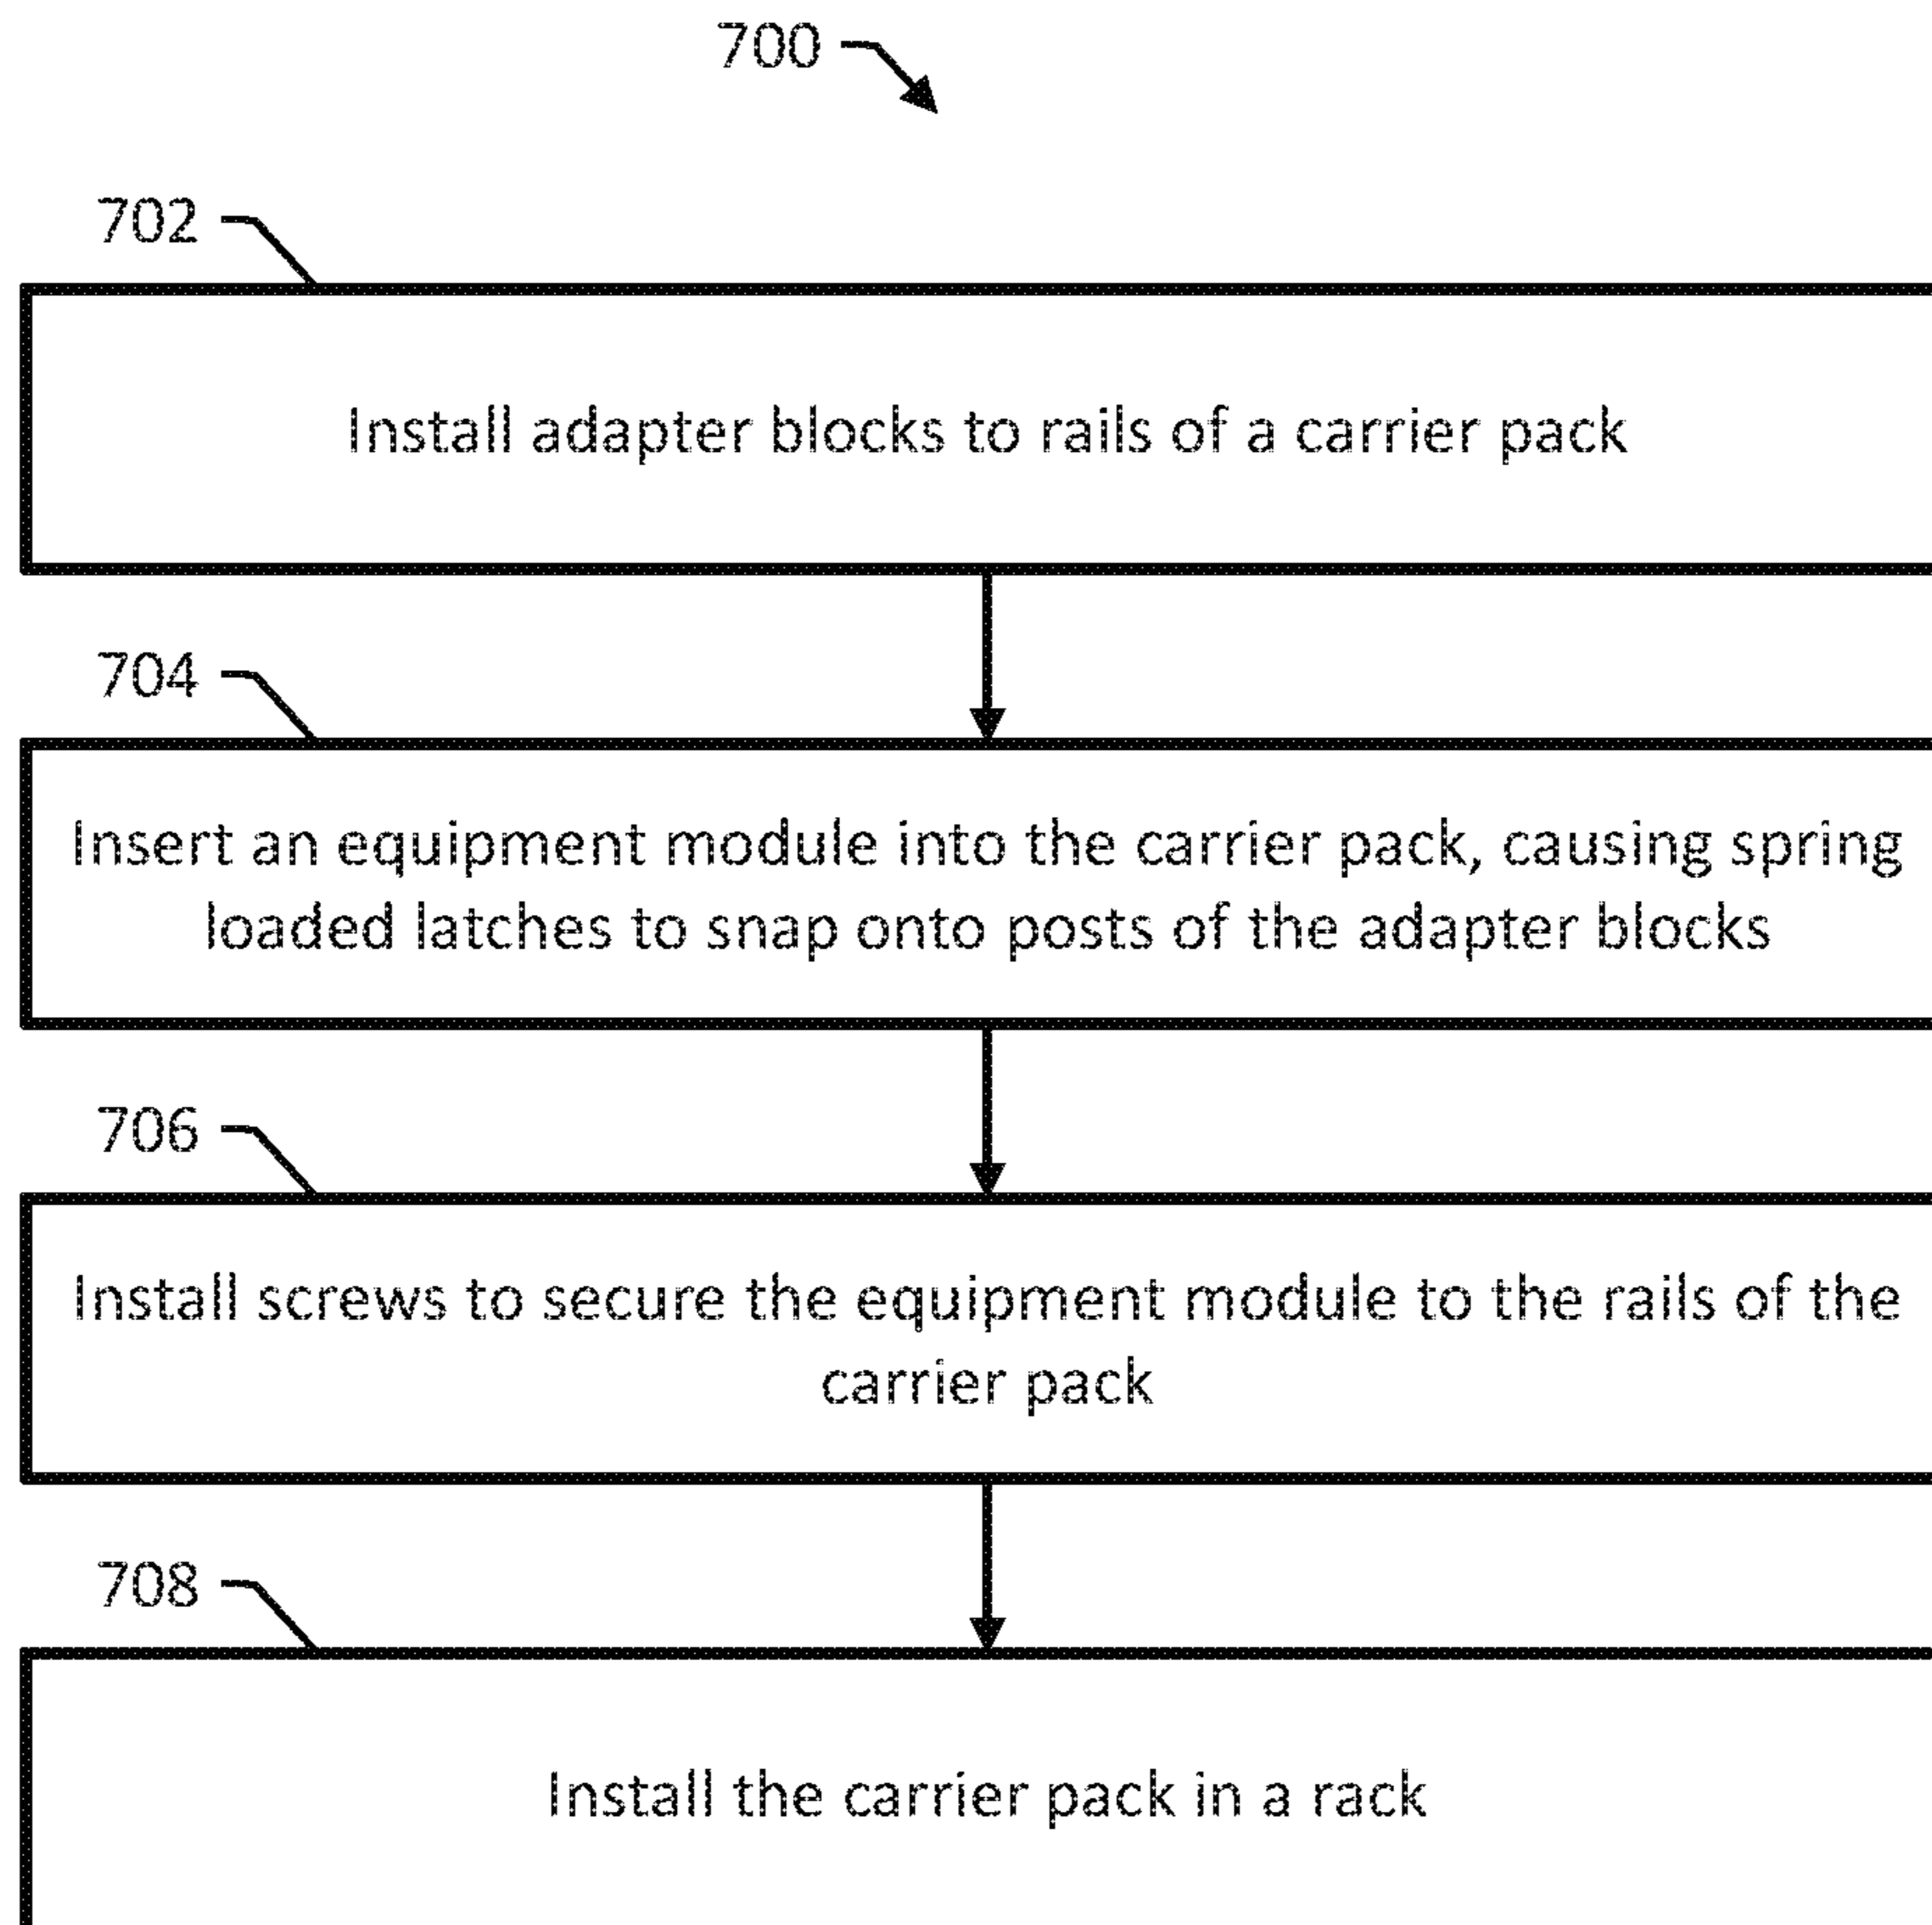 700
702
Install adapter blocks to rails of a carrier pack
704
Insert an equipment module into the carrier pack, causing spring
loaded latches to snap onto posts of the adapter blocks
706
Install screws to secure the equipment module to the rails of the
carrier pack
708
Install the carrier pack in a rack